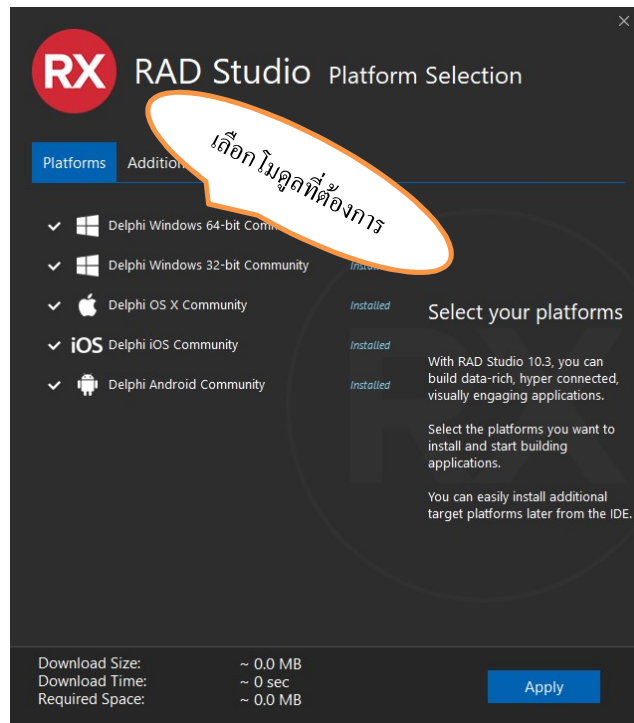 ×
RX
RAD Studio Platform Selection
Platforms
เลือกโมดูลที่ต้องการ
Delphi Windows 64-bit
Delphi Windows 32-bit Community
Delphi OS X Community Installed
Delphi iOS Community Installed
Delphi Android Community Installed
iOS
Select your platforms
With RAD Studio 10.3, you can
build data-rich, hyper connected,
visually engaging applications.
Select the platforms you want to
install and start building
applications.
You can easily install additional
target platforms later from the IDE.
Download Size: ~ 0.0 MB
Download Time: ~ 0 sec
Required Space: ~ 0.0 MB
Apply